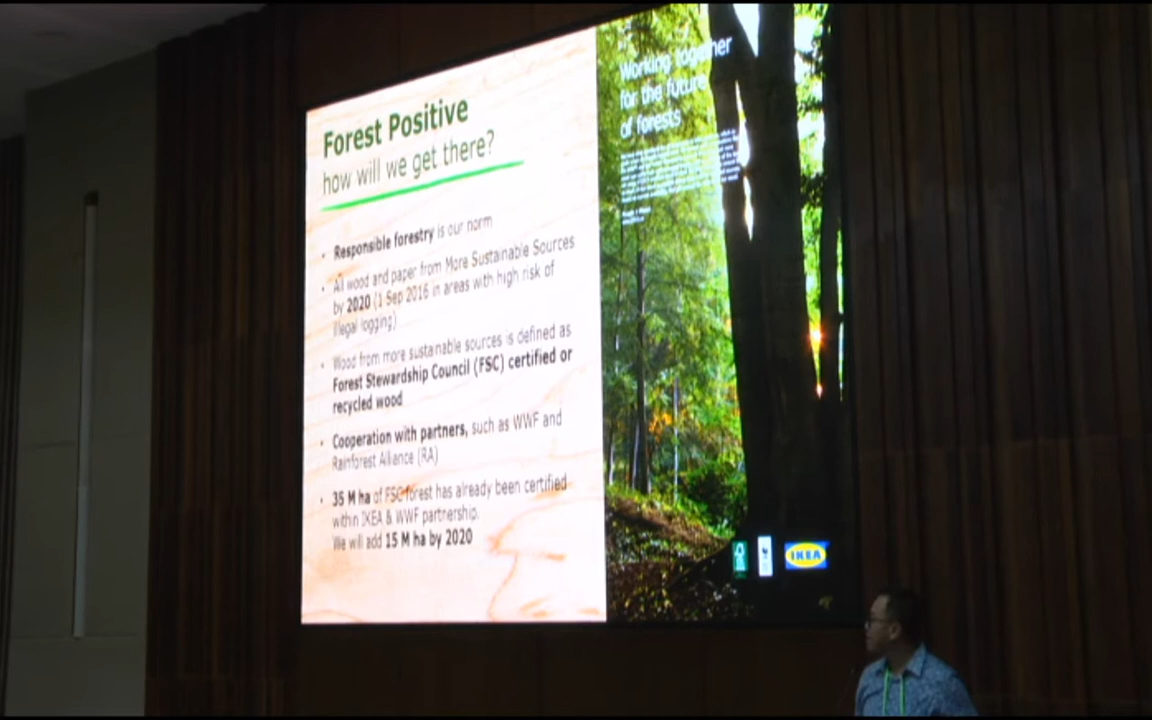 Forest Positive
how will we get there?
• Responsible forestry is our norm
• All wood and paper from More Sustainable Sources
by 2020 (1 Sep 2016 in areas with high risk of
illegal logging)
• Wood from more sustainable sources is defined as
Forest Stewardship Council (FSC) certified or
recycled wood
• Cooperation with partners, such as WWF and
Rainforest Alliance (RA)
• 35 M ha of FSC forest has already been certified
within IKEA & WWF partnership.
We will add 15 M ha by 2020
Working together
for the future
of forests
IKEA